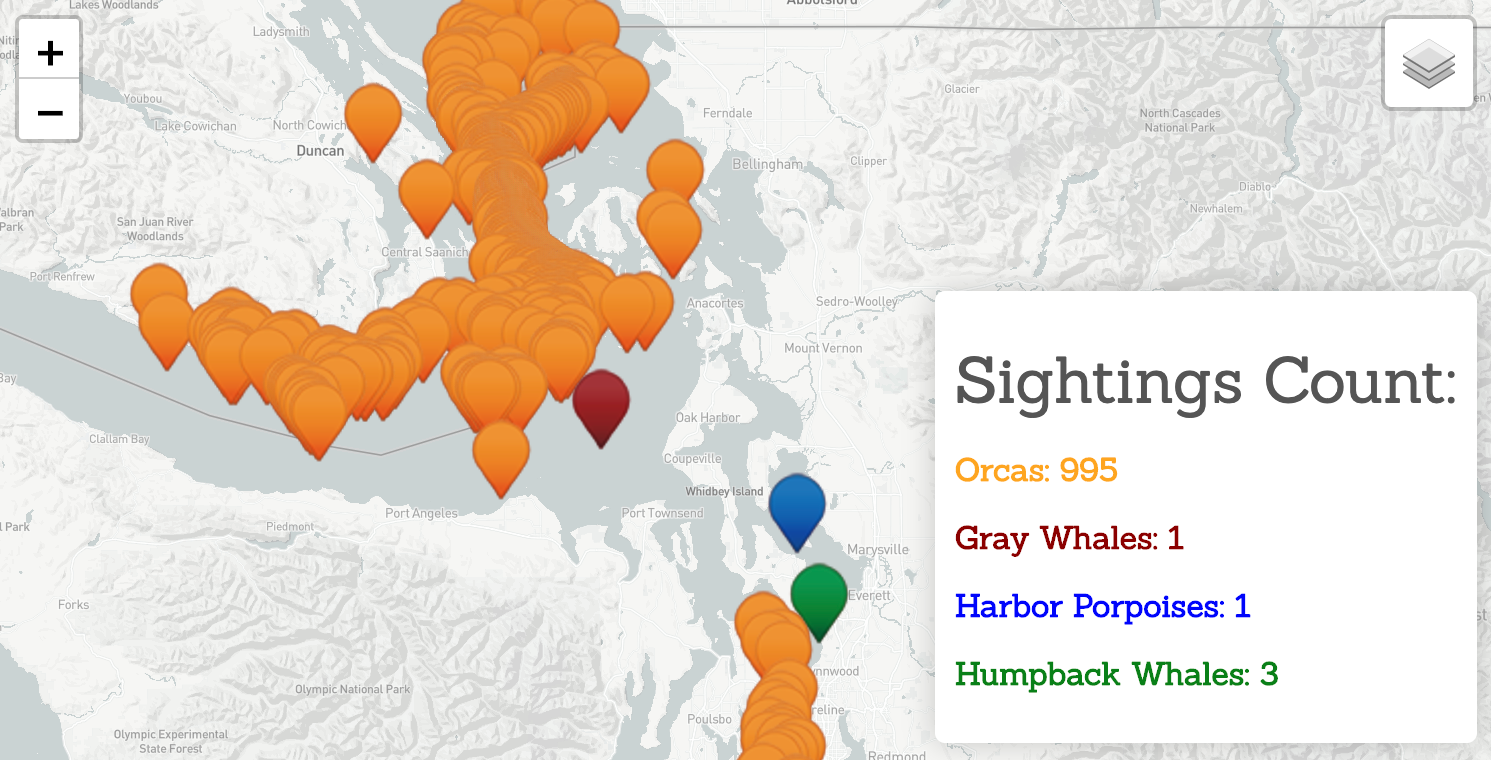 Lakes Woodlands
Abbotsford
Ladysmith
+
−
Youbou
Lake Cowichan
North Cowich
Duncan
Ferndale
Glacier
North Cascades
National Park
Bellingham
Clipper
Diablo
Newhalem
San Juan River
Woodlands
Central Saanich
Port Renfrew
Anacortes
Sedro-Woolley
Mount Vernon
Oak Harbor
Clallam Bay
Coupeville
Whidbey Island
Port Angeles
Port Townsend
Piedmont
Marysville
Everett
Forks
Olympic National Park
Poulsbo
Olympic Experimental
State Forest
Redmond
Sightings Count:
Orcas: 995
Gray Whales: 1
Harbor Porpoises: 1
Humpback Whales: 3